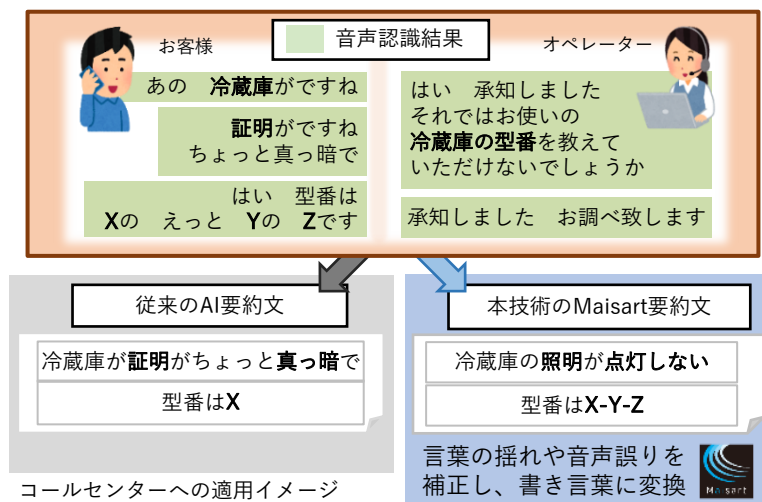 音声認識結果
お客様
オペレーター
あの 冷蔵庫がですね
証明がですね
ちょっと真っ暗で
はい 型番は
Xの えっと Yの Zです
はい 承知しました
それではお使いの
冷蔵庫の型番を教えて
いただけないでしょうか
承知しました お調べ致します
従来のAI要約文
冷蔵庫が証明がちょっと真っ暗で
型番はX
コールセンターへの適用イメージ
本技術のMaisart要約文
冷蔵庫の照明が点灯しない
型番はX-Y-Z
言葉の揺れや音声誤りを
補正し、書き言葉に変換
Maisart